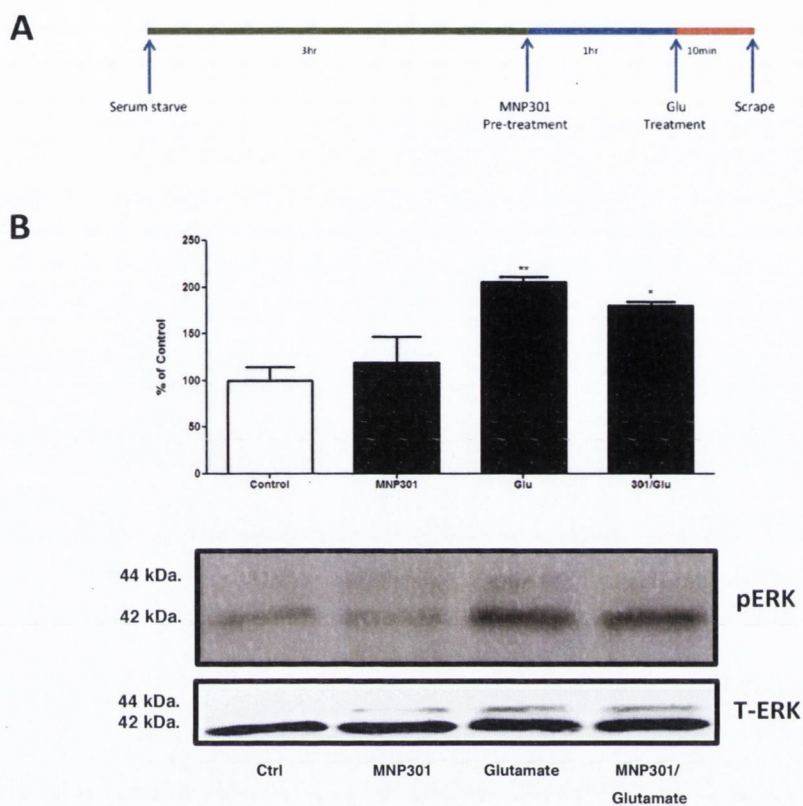 A
3hr
1hr
10min
Serum starve
MNP301
Pre-treatment
Glu
Treatment
Scrape
B
250
200
150
100
50
0
% of Control
**
*
Control
MNP301
Glu
301/Glu
44 kDa.
42 kDa.
pERK
44 kDa.
42 kDa.
T-ERK
Ctrl
MNP301
Glutamate
MNP301/
Glutamate